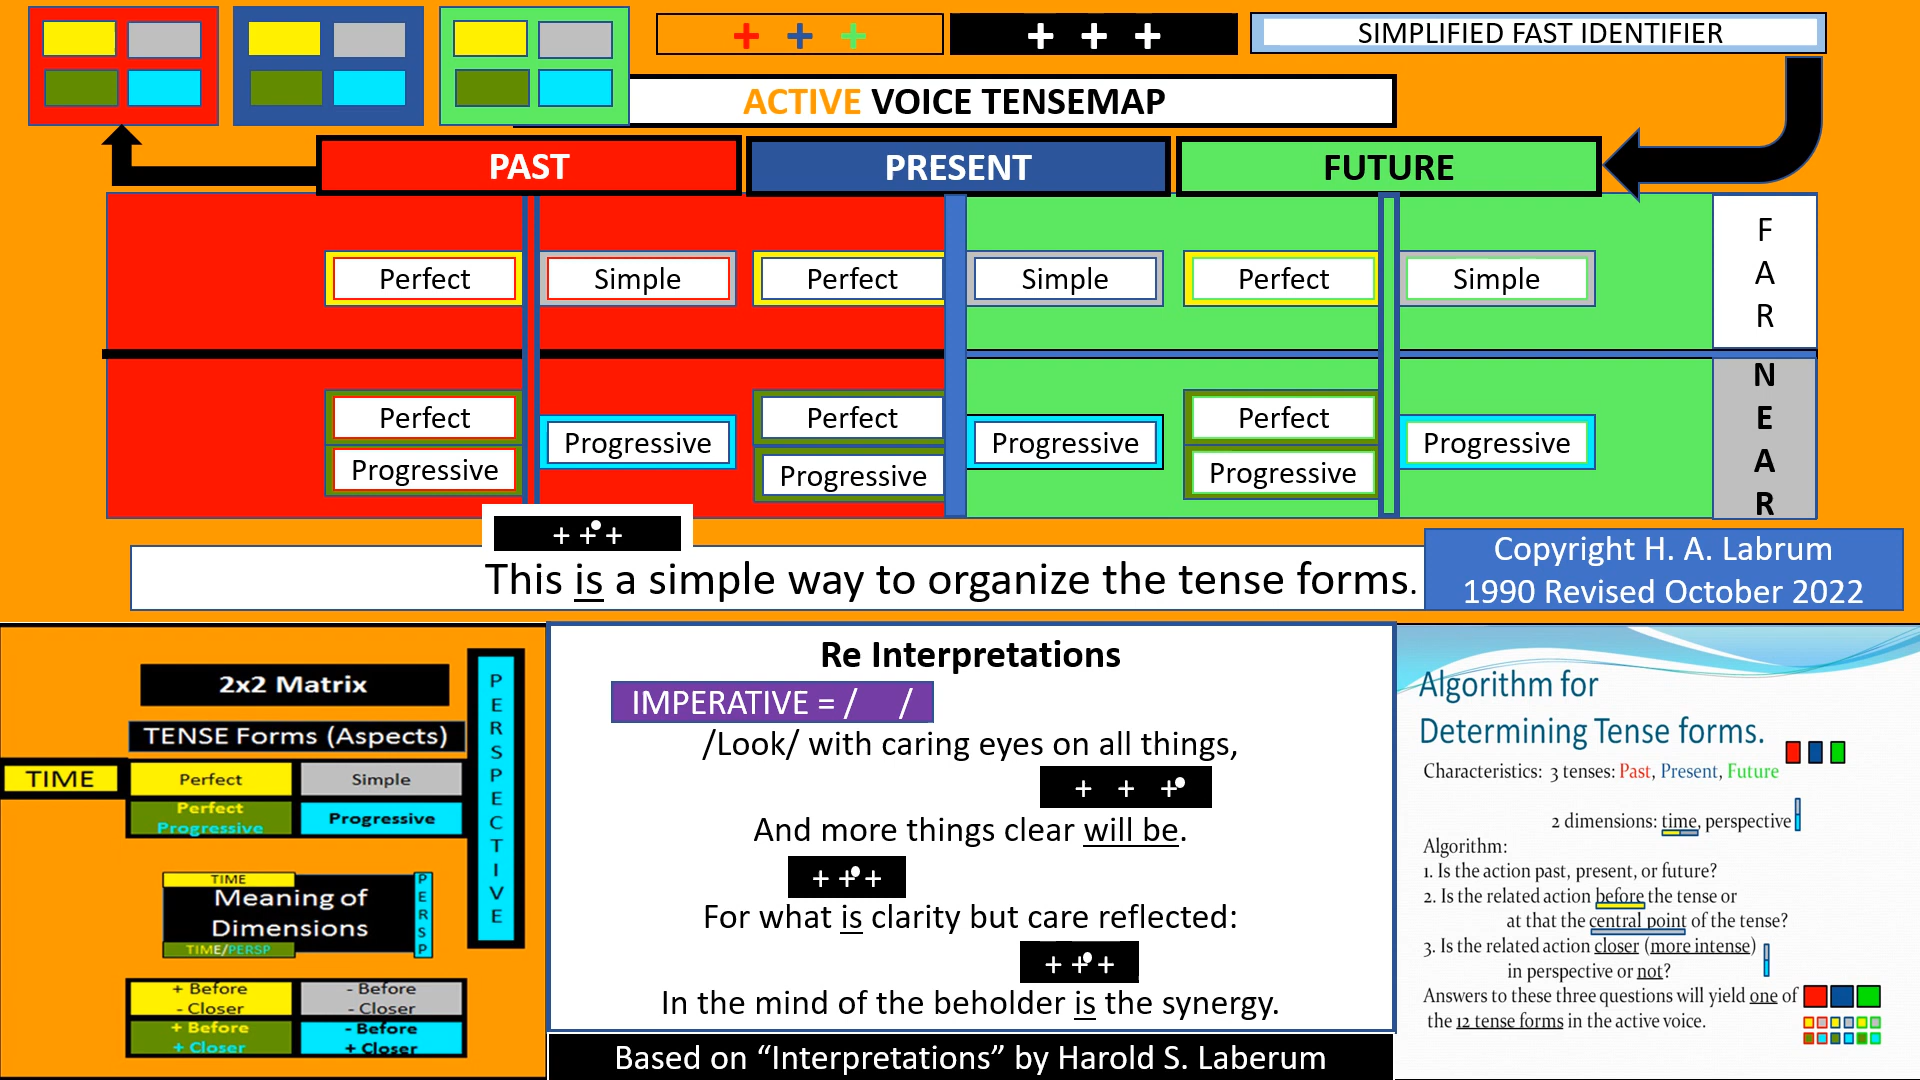 + + +
+ + +
SIMPLIFIED FAST IDENTIFIER
ACTIVE VOICE TENSEMAP
PAST
PRESENT
FUTURE
Perfect
Simple
Perfect
Simple
Perfect
Simple
F
A
R
Perfect
Progressive
Progressive
Perfect
Progressive
Progressive
Perfect
Progressive
Progressive
N
E
A
R
+ + +
This is a simple way to organize the tense forms.
Copyright H. A. Labrum
1990 Revised October 2022
2x2 Matrix
TENSE Forms (Aspects)
TIME
Perfect
Simple
Perfect
Progressive
Progressive
P
E
R
S
P
E
C
T
I
V
E
TIME
Meaning of
Dimensions
TIME/PERSP
P
E
R
S
P
+ Before
- Closer
- Before
- Closer
+ Before
+ Closer
- Before
+ Closer
Re Interpretations
IMPERATIVE = /    /
/Look/ with caring eyes on all things,
+ + +
And more things clear will be.
+ + +
For what is clarity but care reflected:
+ + +
In the mind of the beholder is the synergy.
Based on “Interpretations” by Harold S. Laberum
Algorithm for
Determining Tense forms.
Characteristics: 3 tenses: Past, Present, Future
2 dimensions: time, perspective
Algorithm:
1. Is the action past, present, or future?
2. Is the related action before the tense or
at that the central point of the tense?
3. Is the related action closer (more intense)
in perspective or not?
Answers to these three questions will yield one of
the 12 tense forms in the active voice.